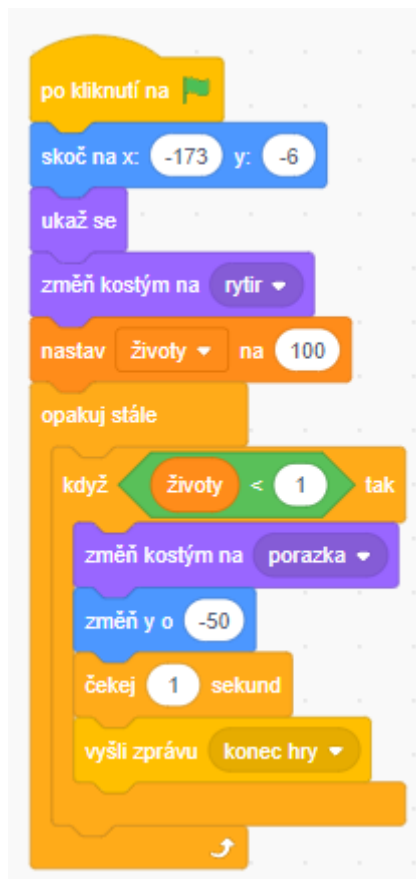 po kliknutí na
skoč na x: -173 y: -6
ukaž se
změň kostým na rytir
nastav životy na 100
opakuj stále
když životy < 1 tak
změň kostým na porazka
změň y o -50
čekej 1 sekund
vyšli zprávu konec hry